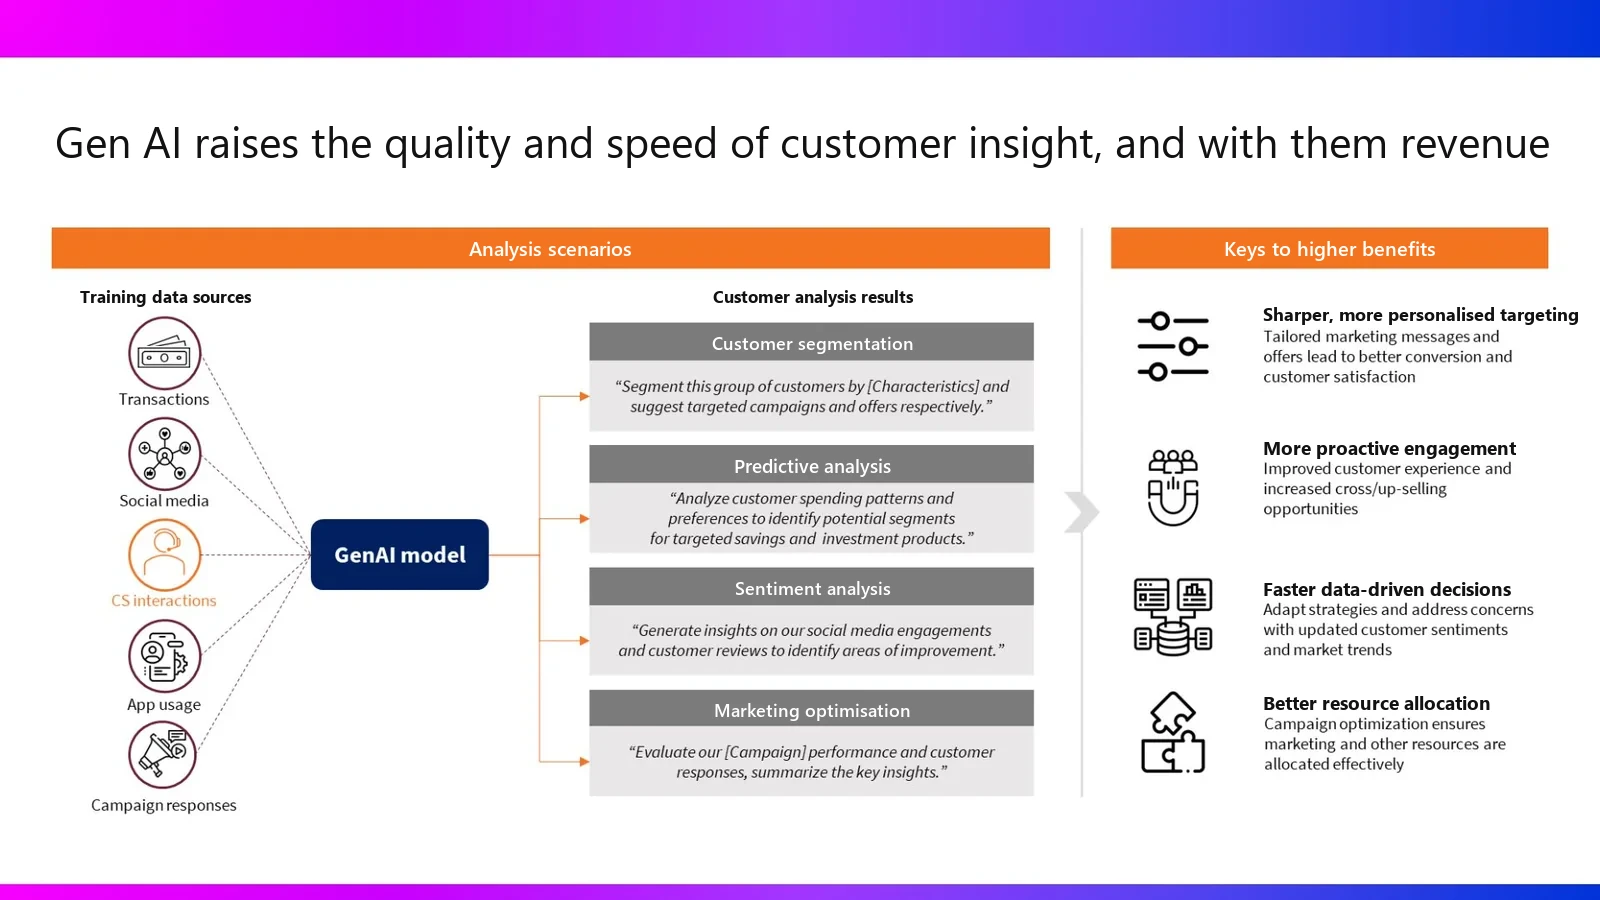 Gen AI raises the quality and speed of customer insight, and with them revenue
Analysis scenarios
Training data sources
Transactions
Social media
CS interactions
App usage
Campaign responses
GenAI model
Customer analysis results
Customer segmentation
“Segment this group of customers by [Characteristics] and
suggest targeted campaigns and offers respectively.”
Predictive analysis
“Analyze customer spending patterns and
preferences to identify potential segments
for targeted savings and investment products.”
Sentiment analysis
“Generate insights on our social media engagements
and customer reviews to identify areas of improvement.”
Marketing optimisation
“Evaluate our [Campaign] performance and customer
responses, summarize the key insights.”
Keys to higher benefits
Sharper, more personalised targeting
Tailored marketing messages and
offers lead to better conversion and
customer satisfaction
More proactive engagement
Improved customer experience and
increased cross/up-selling
opportunities
Faster data-driven decisions
Adapt strategies and address concerns
with updated customer sentiments
and market trends
Better resource allocation
Campaign optimization ensures
marketing and other resources are
allocated effectively